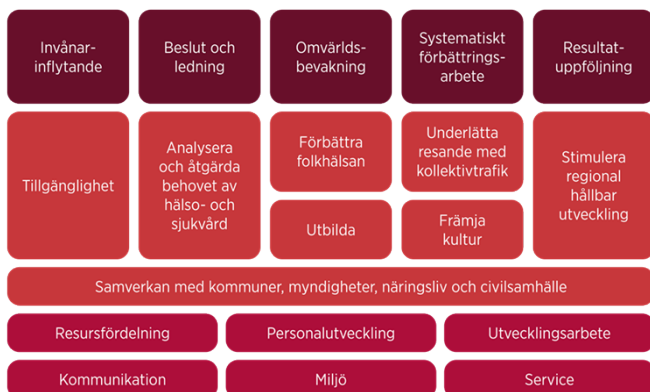 Invånar-
inflytande
Beslut och
ledning
Omvärlds-
bevakning
Systematiskt
förbättrings-
arbete
Resultat-
uppföljning
Tillgänglighet
Analysera
och åtgärda
behovet av
hälso- och
sjukvård
Förbättra
folkhälsan
Utbilda
Underlätta
resande med
kollektivtrafik
Främja
kultur
Stimulera
regional
hållbar
utveckling
Samverkan med kommuner, myndigheter, näringsliv och civilsamhälle
Resursfördelning
Personalutveckling
Utvecklingsarbete
Kommunikation
Miljö
Service